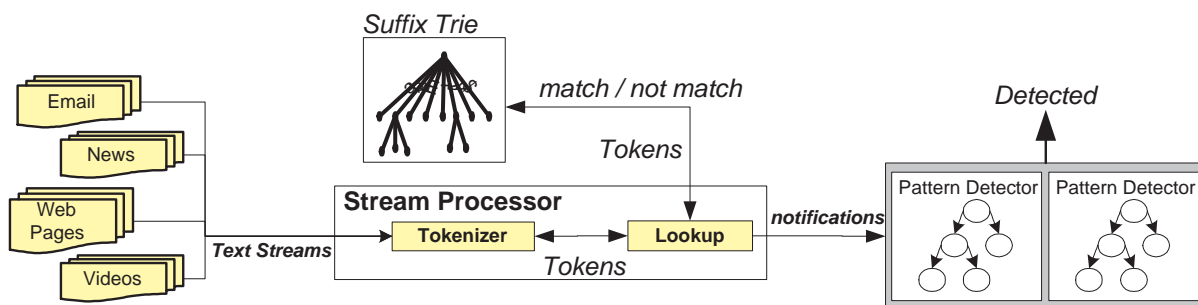 Suffix Trie
Email
match / not match
Detected
News
Tokens
Pattern Detector
Pattern Detector
Web
Pages
Stream Processor
notifications
Text Streams
Tokenizer
Lookup
Tokens
Videos